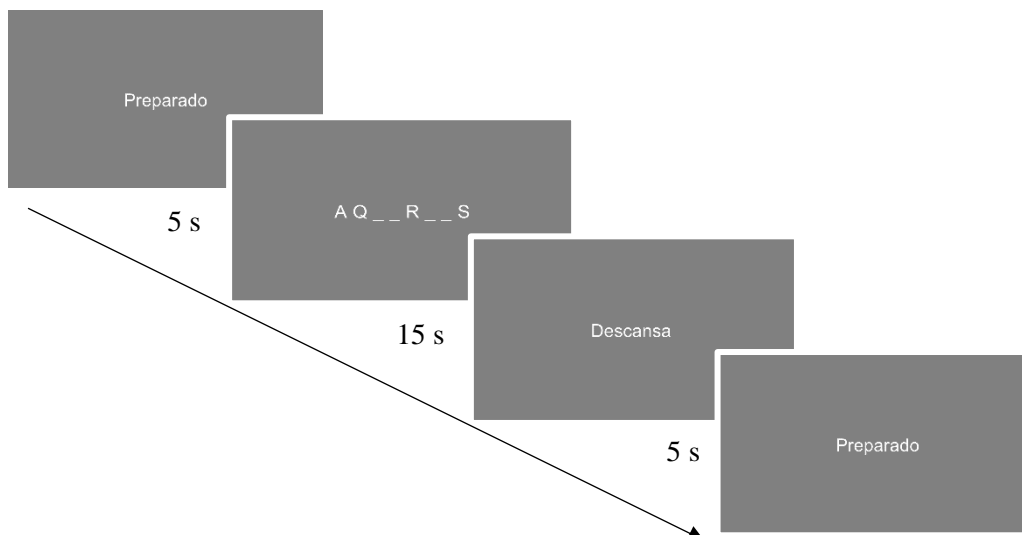 Preparado
5 s
A Q _ _ R _ _ S
15 s
Descansa
5 s
Preparado